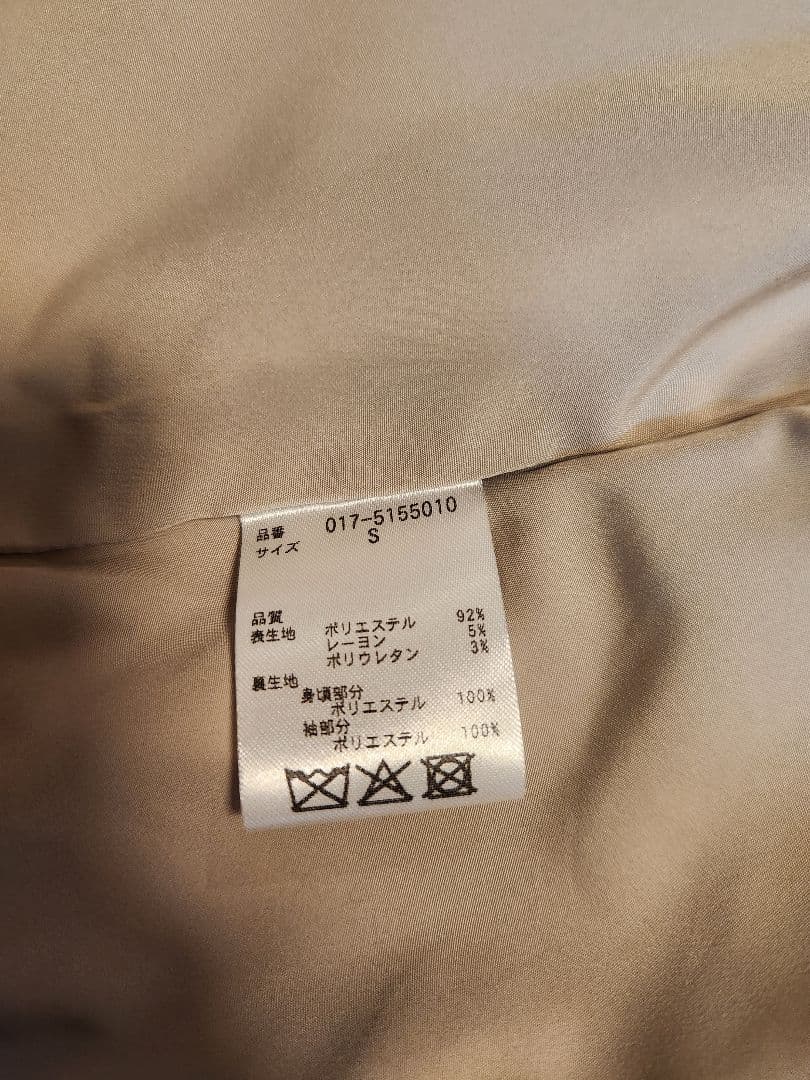 品番 017-5155010
サイズ S
品質
表生地 ポリエステル 92%
レーヨン 5%
ポリウレタン 3%
裏生地
身頃部分
ポリエステル 100%
袖部分
ポリエステル 100%